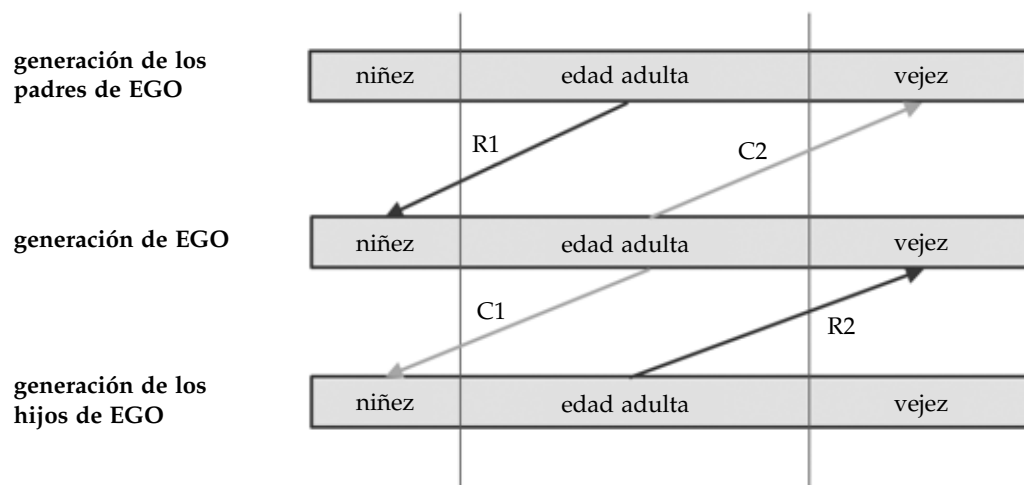 generación de los
padres de EGO
niñez edad adulta vejez
R1 C2
generación de EGO
niñez edad adulta vejez
C1 R2
generación de los
hijos de EGO
niñez edad adulta vejez